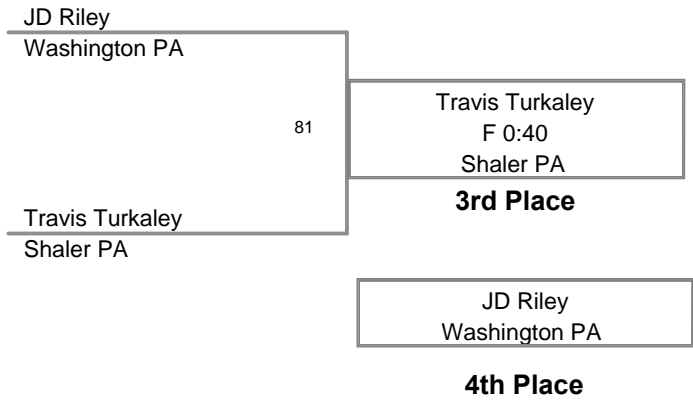 JD Riley
Washington PA
81
Travis Turkaley
F 0:40
Shaler PA
3rd Place
Travis Turkaley
Shaler PA
JD Riley
Washington PA
4th Place